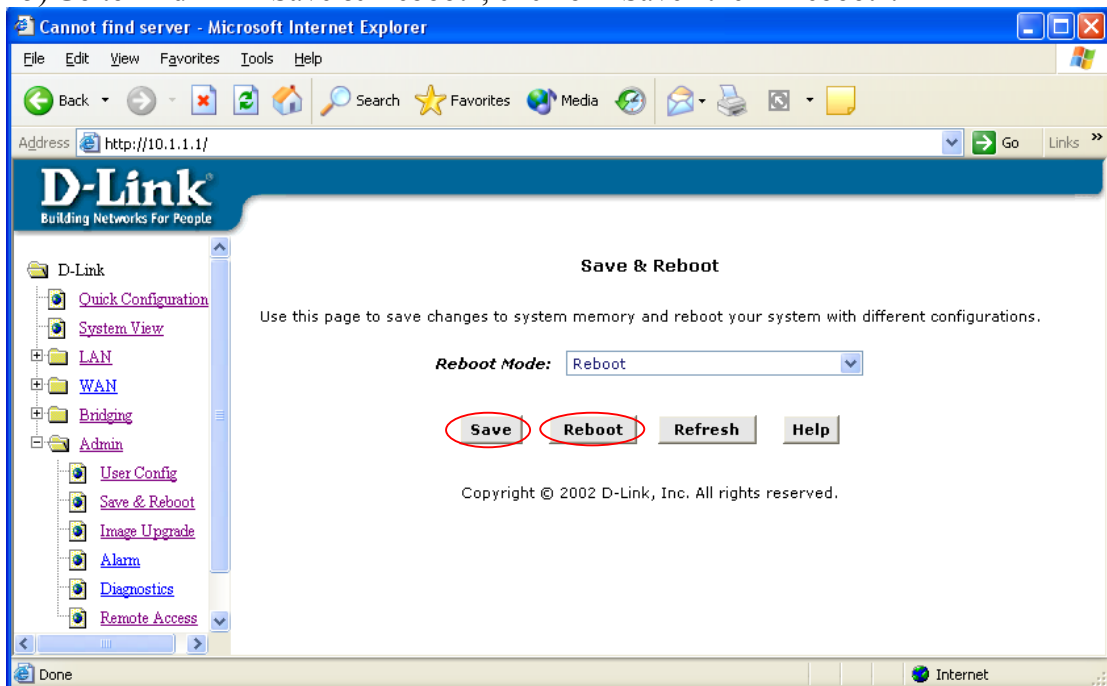 Cannot find server - Microsoft Internet Explorer
File Edit View Favorites Tools Help
Back Search Favorites Media
Address http://10.1.1.1/ Go Links »
D-Link®
Building Networks For People
D-Link
Quick Configuration
System View
LAN
WAN
Bridging
Admin
User Config
Save & Reboot
Image Upgrade
Alarm
Diagnostics
Remote Access
Save & Reboot
Use this page to save changes to system memory and reboot your system with different configurations.
Reboot Mode: Reboot
Save Reboot Refresh Help
Copyright © 2002 D-Link, Inc. All rights reserved.
Done Internet